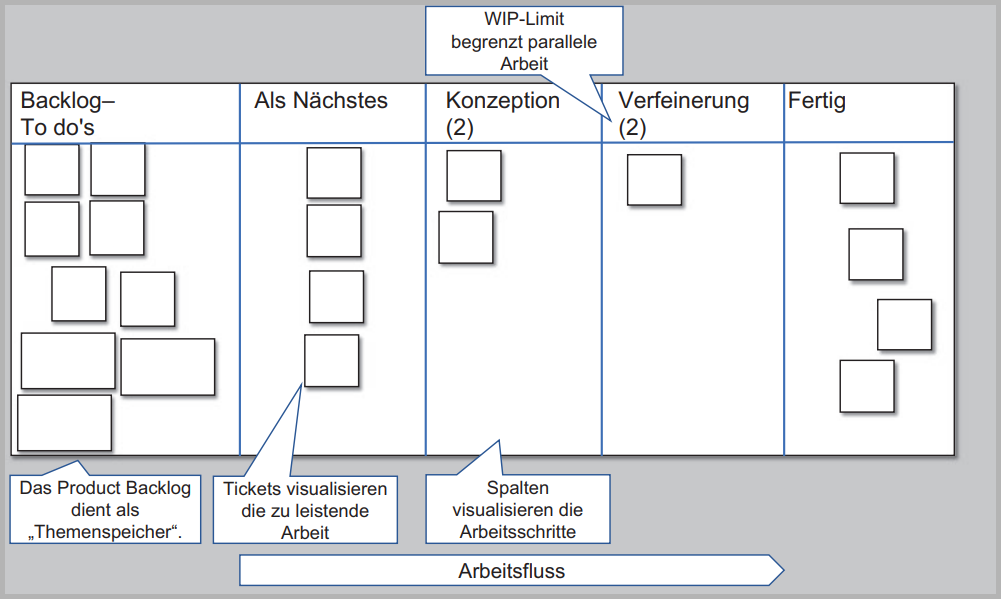 WIP-Limit
begrenzt parallele
Arbeit
Backlog–
To do's
Als Nächstes
Konzeption
(2)
Verfeinerung
(2)
Fertig
Das Product Backlog
dient als
„Themenspeicher“.
Tickets visualisieren
die zu leistende
Arbeit
Spalten
visualisieren die
Arbeitsschritte
Arbeitsfluss